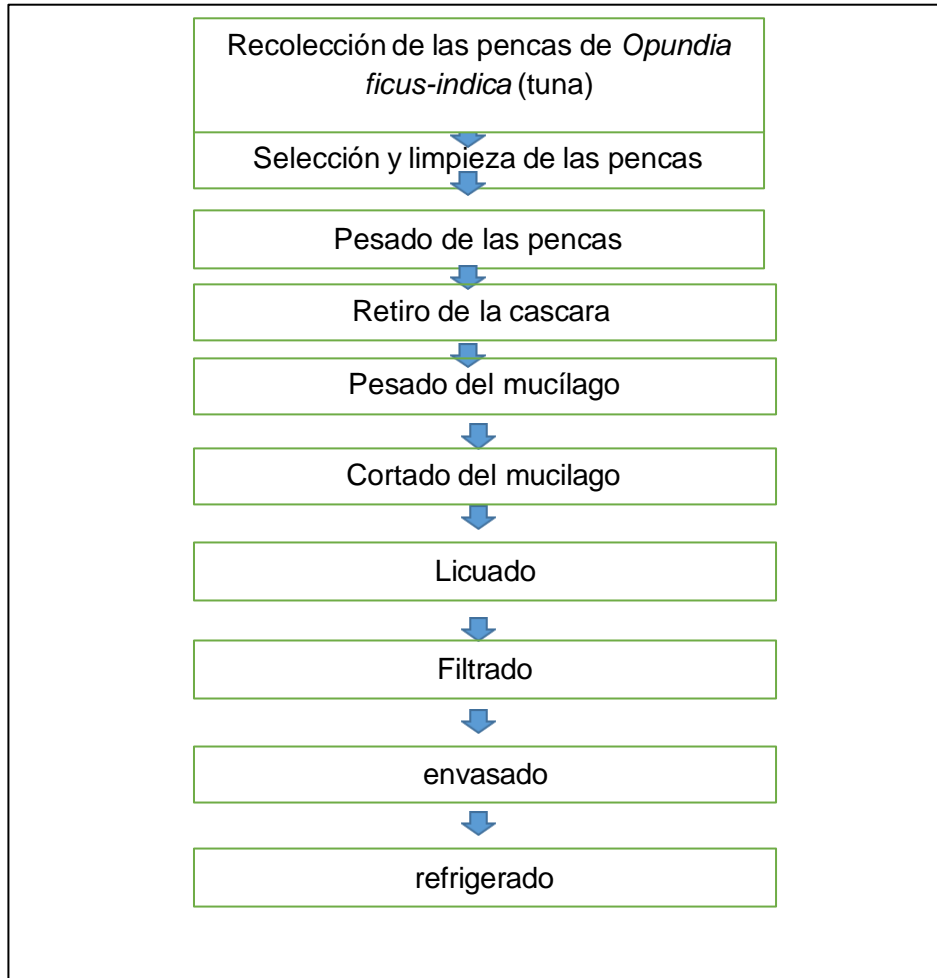 Recolección de las pencas de Opundia
ficus-indica (tuna)
Selección y limpieza de las pencas
Pesado de las pencas
Retiro de la cascara
Pesado del mucílago
Cortado del mucilago
Licuado
Filtrado
envasado
refrigerado